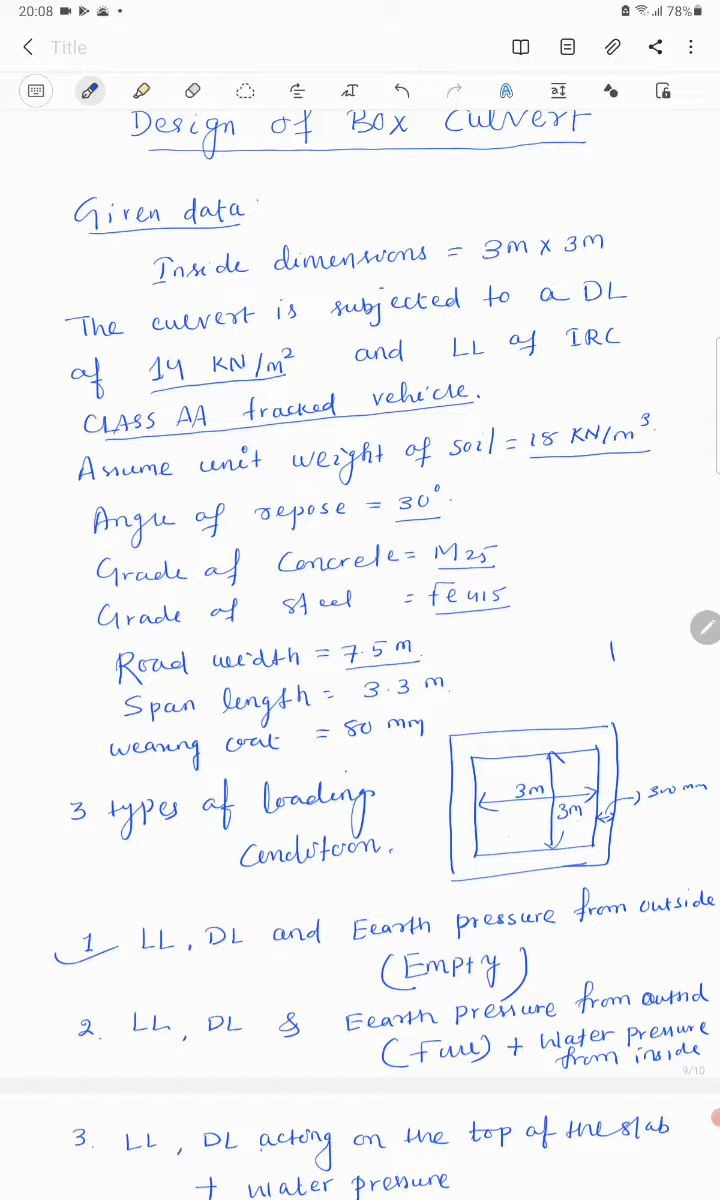 20:08
78%
Title
Design of Box Culvert
Given data
Inside dimensions = 3m x 3m
The culvert is subjected to a DL
of 14 KN/m² and LL of IRC
CLASS AA tracked vehicle.
Assume unit weight of soil = 18 KN/m³.
Angle of repose = 30°.
Grade of Concrete = M25
Grade of steel = fe 415
Road width = 7.5 m.
Span length = 3.3 m.
wearing coat = 80 mm
3 types of loading
Condition.
3m
3m
300 mm
1 LL, DL and Eearth pressure from outside
(Empty)
2. LL, DL & Eearth pressure from
(Full) + Water Pressure
from inside
9/10
3. LL, DL acting on the top of the slab
+ Water pressure